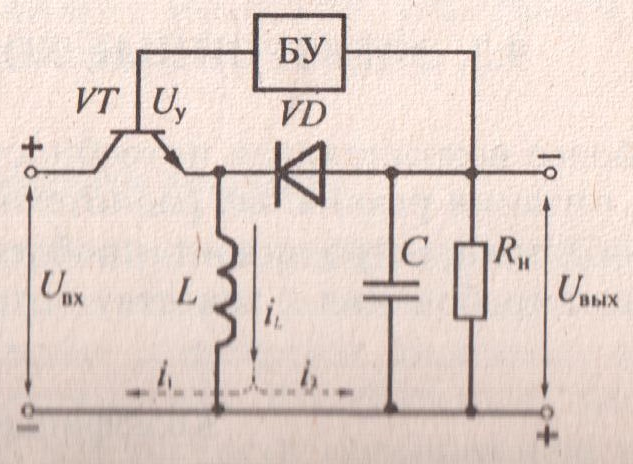 БУ
VT Uу VD
+ −
Uвх L iL C Rн Uвых
i1 i2
− +